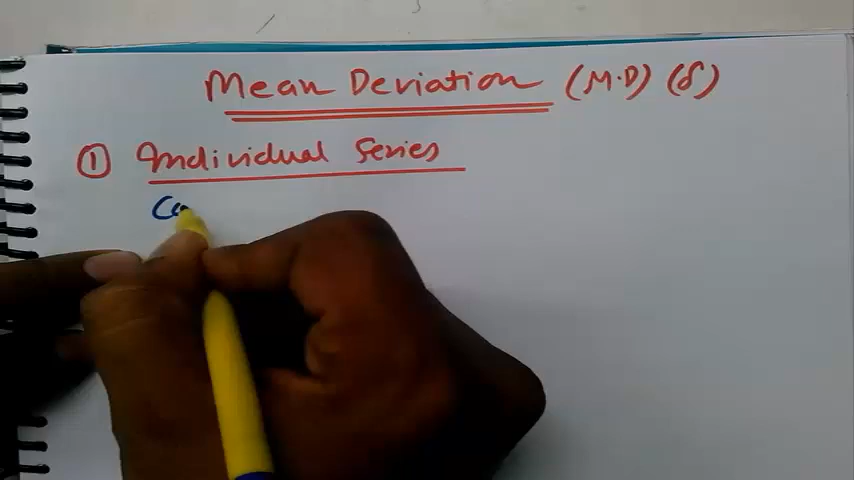 Mean Deviation (M.D) (δ)
① Individual Series